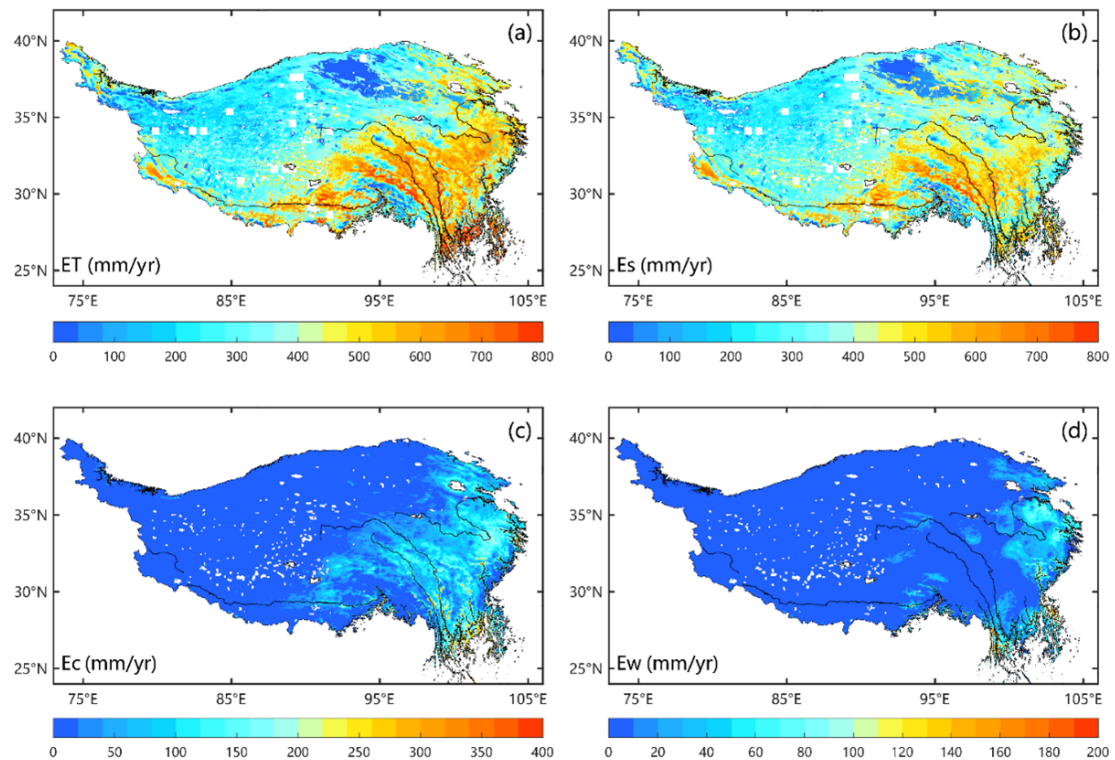 (a)
40°N
35°N
30°N
25°N
ET (mm/yr)
75°E 85°E 95°E 105°E
0 100 200 300 400 500 600 700 800
(b)
40°N
35°N
30°N
25°N
Es (mm/yr)
75°E 85°E 95°E 105°E
0 100 200 300 400 500 600 700 800
(c)
40°N
35°N
30°N
25°N
Ec (mm/yr)
75°E 85°E 95°E 105°E
0 50 100 150 200 250 300 350 400
(d)
40°N
35°N
30°N
25°N
Ew (mm/yr)
75°E 85°E 95°E 105°E
0 20 40 60 80 100 120 140 160 180 200